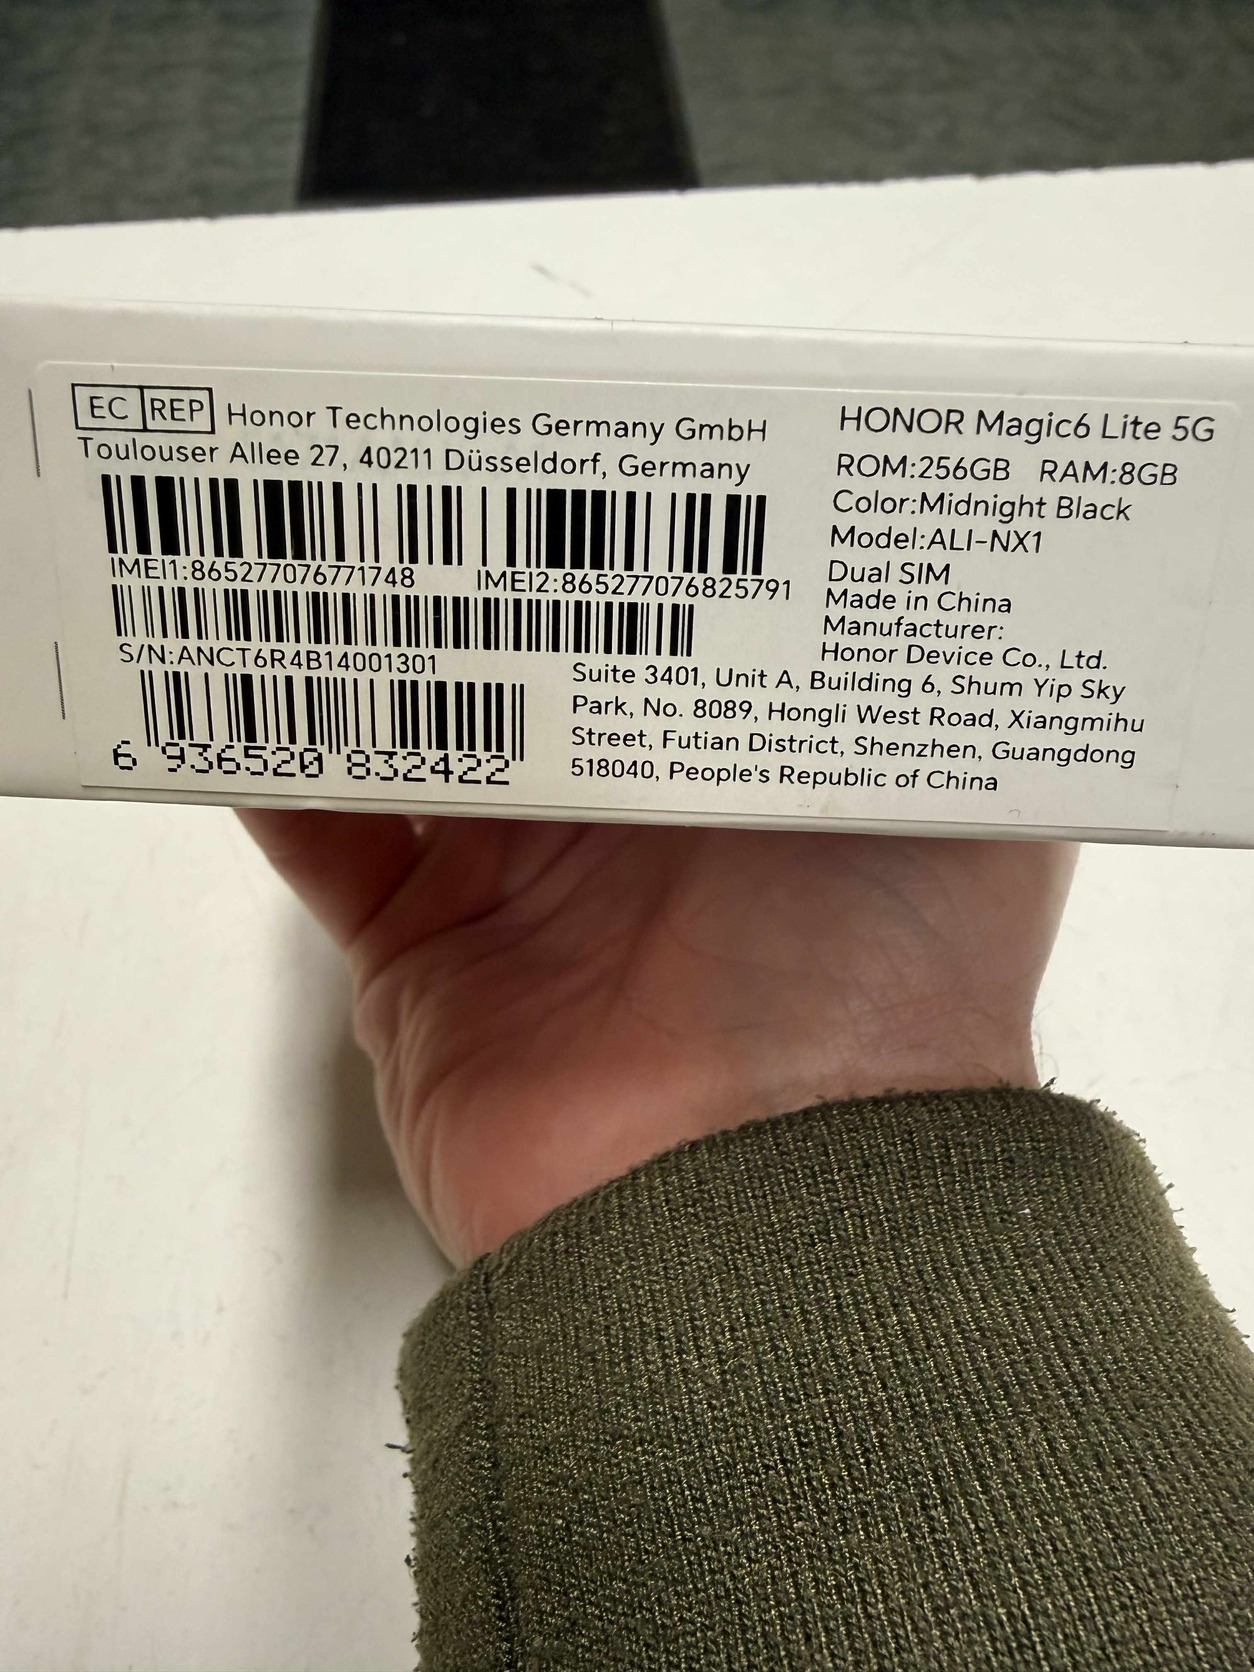 EC REP Honor Technologies Germany GmbH
Toulouser Allee 27, 40211 Düsseldorf, Germany
IMEI1:865277076771748 IMEI2:865277076825791
S/N:ANCT6R4B14001301
6 936520 832422
HONOR Magic6 Lite 5G
ROM:256GB RAM:8GB
Color:Midnight Black
Model:ALI-NX1
Dual SIM
Made in China
Manufacturer:
Honor Device Co., Ltd.
Suite 3401, Unit A, Building 6, Shum Yip Sky
Park, No. 8089, Hongli West Road, Xiangmihu
Street, Futian District, Shenzhen, Guangdong
518040, People's Republic of China